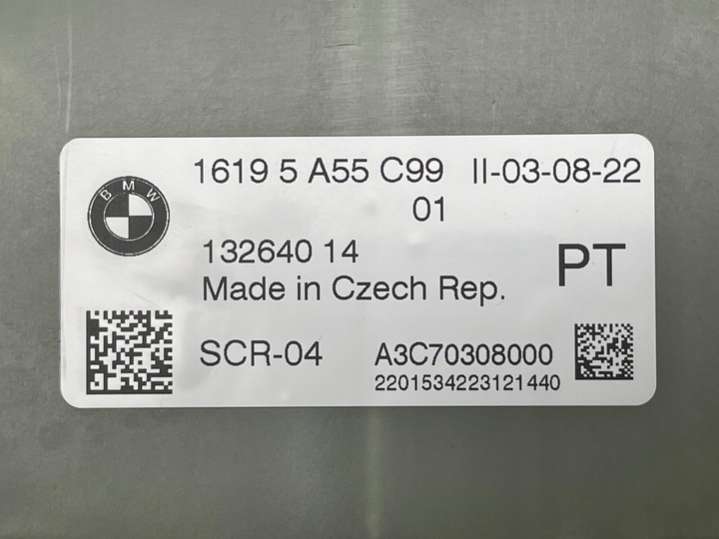 BMW
1619 5 A55 C99 II-03-08-22
01
132640 14
PT
Made in Czech Rep.
SCR-04 A3C70308000
2201534223121440